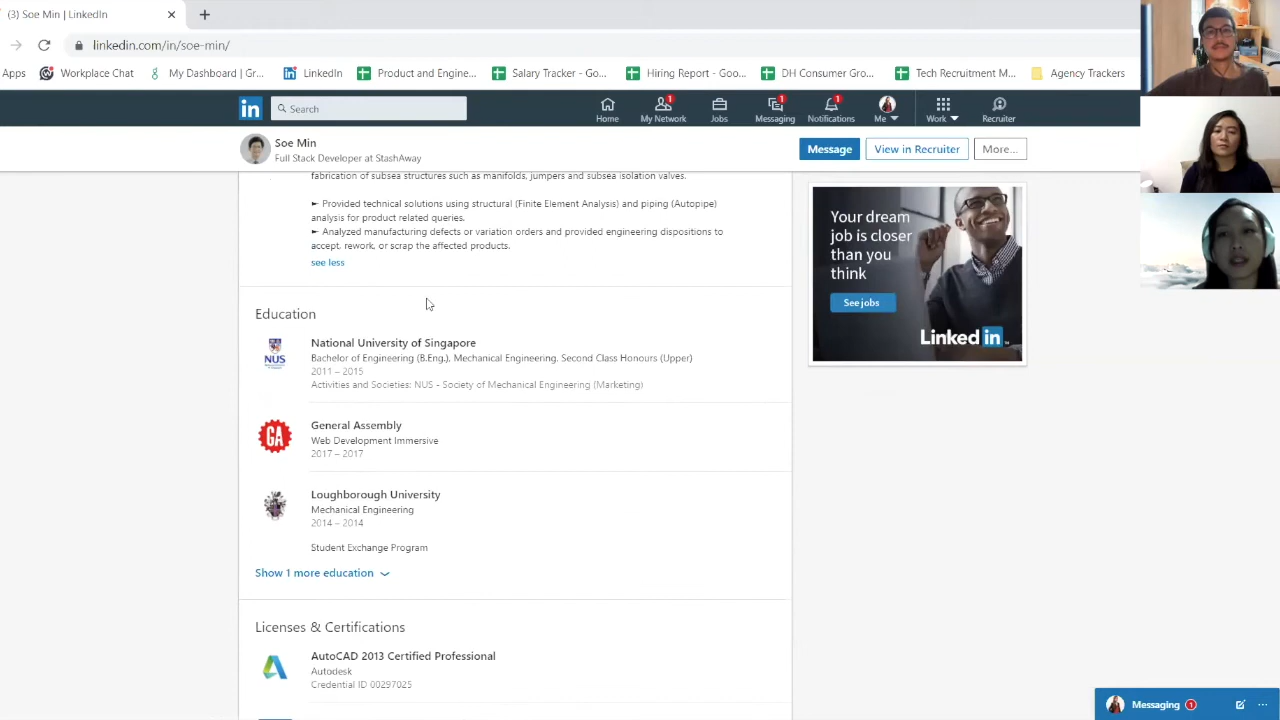 (3) Soe Min | LinkedIn
linkedin.com/in/soe-min/
Apps Workplace Chat My Dashboard | Gr... LinkedIn Product and Engine... Salary Tracker - Go... Hiring Report - Goo... DH Consumer Gro... Tech Recruitment M... Agency Trackers
in Search Home My Network 1 Jobs Messaging 1 Notifications 1 Me Work Recruiter
Soe Min
Full Stack Developer at StashAway
Message View in Recruiter More...
fabrication of subsea structures such as manifolds, jumpers and subsea isolation valves.
► Provided technical solutions using structural (Finite Element Analysis) and piping (Autopipe)
analysis for product related queries.
► Analyzed manufacturing defects or variation orders and provided engineering dispositions to
accept, rework, or scrap the affected products.
see less
Education
NUS
National University of Singapore
Bachelor of Engineering (B.Eng.), Mechanical Engineering, Second Class Honours (Upper)
2011 – 2015
Activities and Societies: NUS - Society of Mechanical Engineering (Marketing)
GA
General Assembly
Web Development Immersive
2017 – 2017
Loughborough University
Mechanical Engineering
2014 – 2014
Student Exchange Program
Show 1 more education
Licenses & Certifications
AutoCAD 2013 Certified Professional
Autodesk
Credential ID 00297025
Your dream
job is closer
than you
think
See jobs
Linked in
Messaging 1 ...